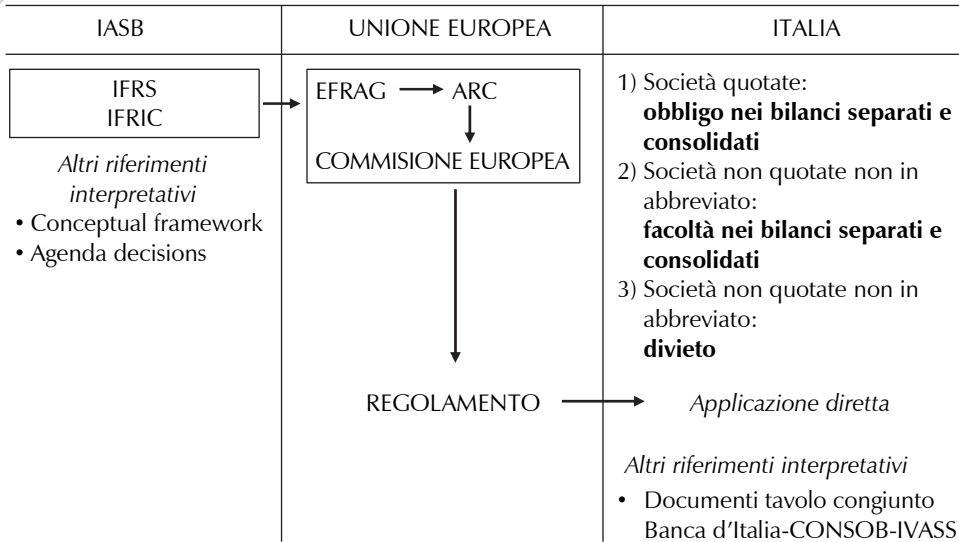 IASB
UNIONE EUROPEA
ITALIA
IFRS
IFRIC
Altri riferimenti
interpretativi
• Conceptual framework
• Agenda decisions
EFRAG
ARC
COMMISIONE EUROPEA
REGOLAMENTO
1) Società quotate:
obbligo nei bilanci separati e
consolidati
2) Società non quotate non in
abbreviato:
facoltà nei bilanci separati e
consolidati
3) Società non quotate non in
abbreviato:
divieto
Applicazione diretta
Altri riferimenti interpretativi
• Documenti tavolo congiunto
Banca d'Italia-CONSOB-IVASS